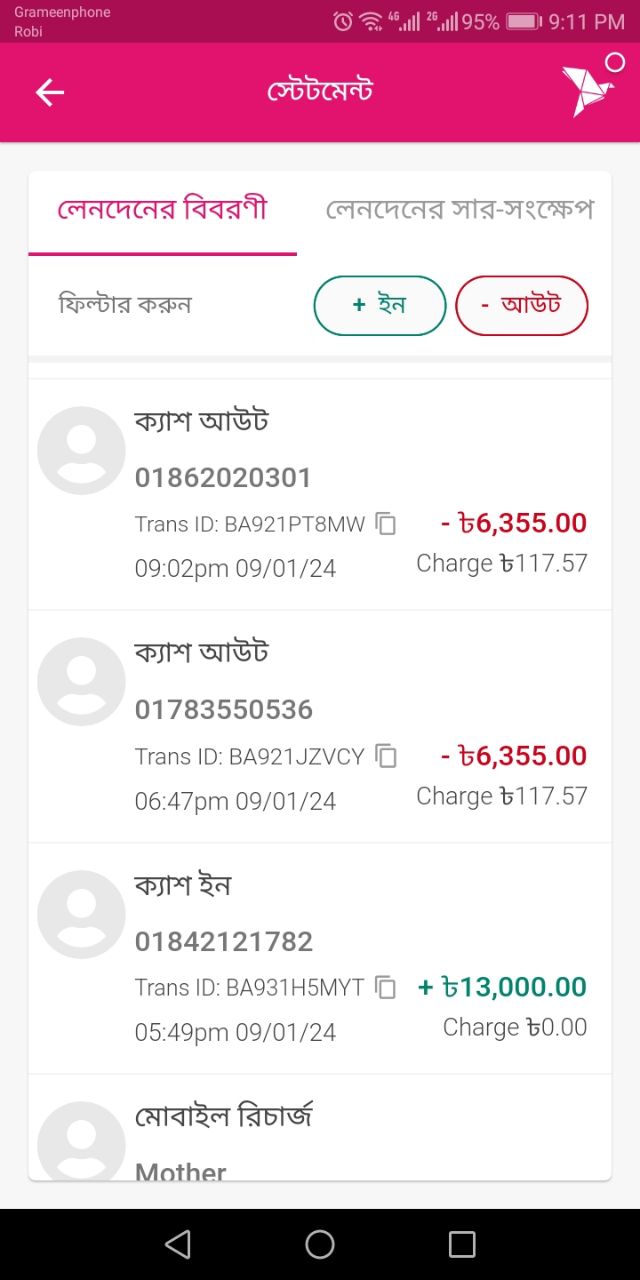 Grameenphone
Robi
4G 2G 95% 9:11 PM
স্টেটমেন্ট
লেনদেনের বিবরণী লেনদেনের সার-সংক্ষেপ
ফিল্টার করুন + ইন - আউট
ক্যাশ আউট
01862020301
Trans ID: BA921PT8MW - ৳6,355.00
09:02pm 09/01/24 Charge ৳117.57
ক্যাশ আউট
01783550536
Trans ID: BA921JZVCY - ৳6,355.00
06:47pm 09/01/24 Charge ৳117.57
ক্যাশ ইন
01842121782
Trans ID: BA931H5MYT + ৳13,000.00
05:49pm 09/01/24 Charge ৳0.00
মোবাইল রিচার্জ
Mother